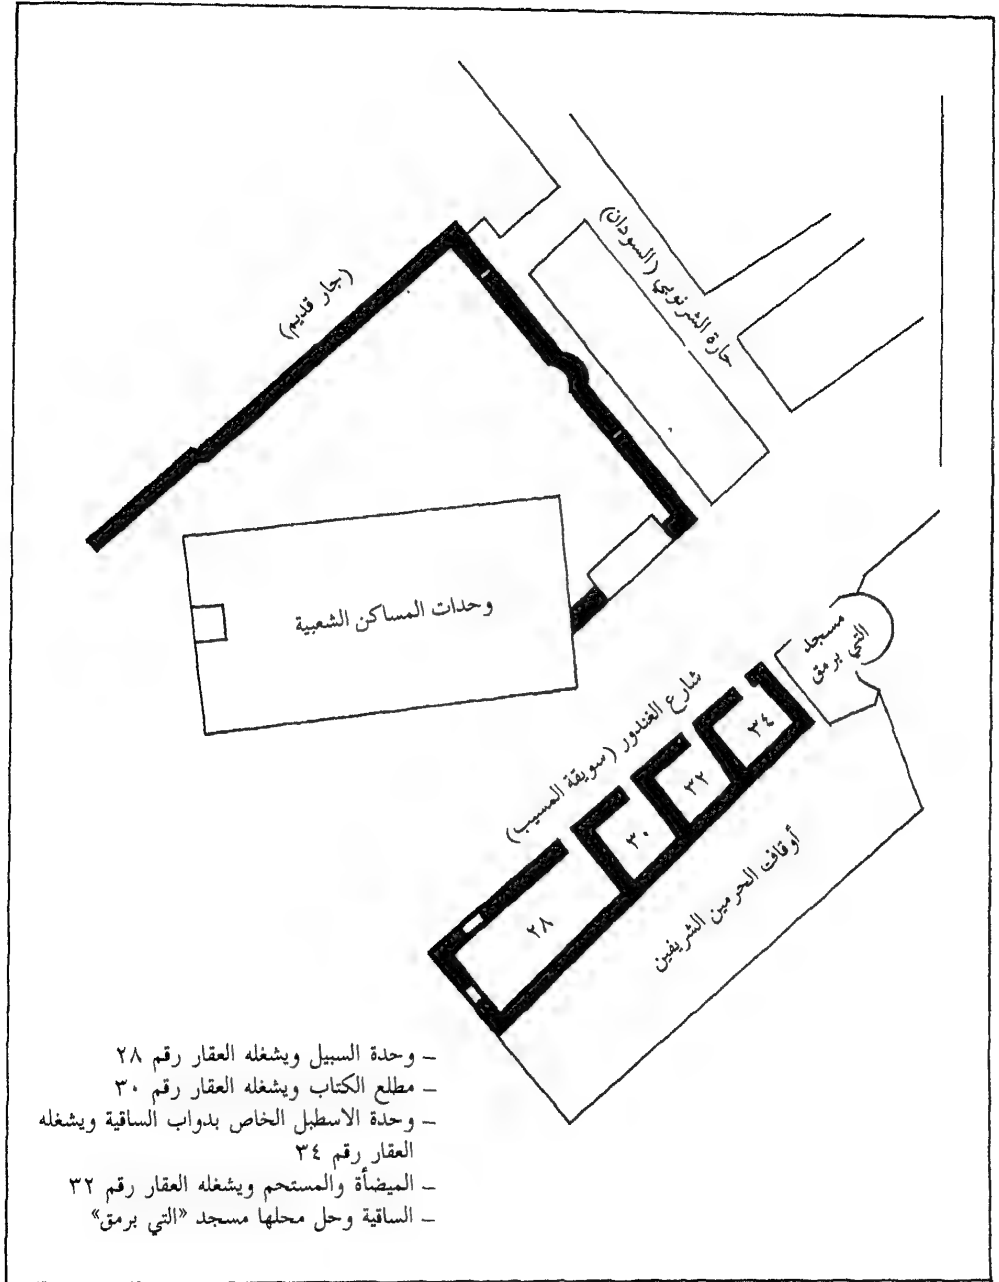 حارة الشرنوبي (السودان)
(جار قديم)
وحدات المساكن الشعبية
مسجد
التي برمق
شارع الغندور (سويقة المسيب)
٣٤
٣٢
٣٠
٢٨
أوقافت الحرمين الشريفين
ـ وحدة السبيل ويشغله العقار رقم ٢٨
ـ مطلع الكتاب ويشغله العقار رقم ٣٠
ـ وحدة الاسطبل الخاص بدواب الساقية ويشغله
العقار رقم ٣٤
ـ الميضأة والمستحم ويشغله العقار رقم ٣٢
ـ الساقية وحل محلها مسجد «التي برمق»